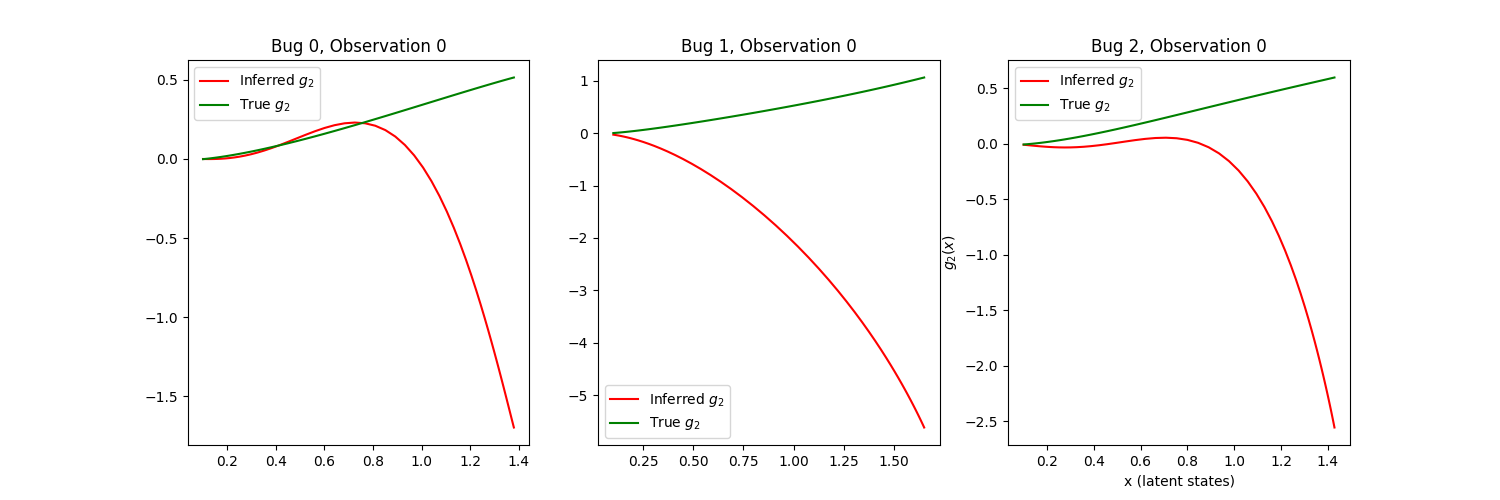 Bug 0, Observation 0
Inferred g₂
True g₂
0.5
0.0
−0.5
−1.0
−1.5
0.2 0.4 0.6 0.8 1.0 1.2 1.4
Bug 1, Observation 0
1
0
−1
−2
−3
−4
−5
Inferred g₂
True g₂
0.25 0.50 0.75 1.00 1.25 1.50
Bug 2, Observation 0
Inferred g₂
True g₂
g₂(x)
0.5
0.0
−0.5
−1.0
−1.5
−2.0
−2.5
0.2 0.4 0.6 0.8 1.0 1.2 1.4
x (latent states)